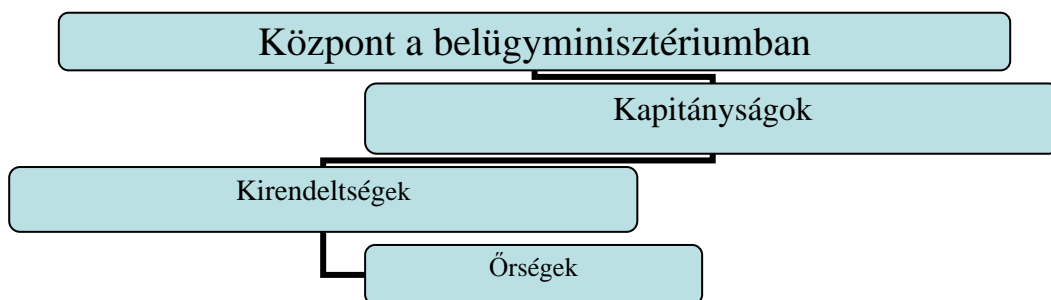 Központ a belügyminisztériumban
Kapitányságok
Kirendeltségek
Őrségek